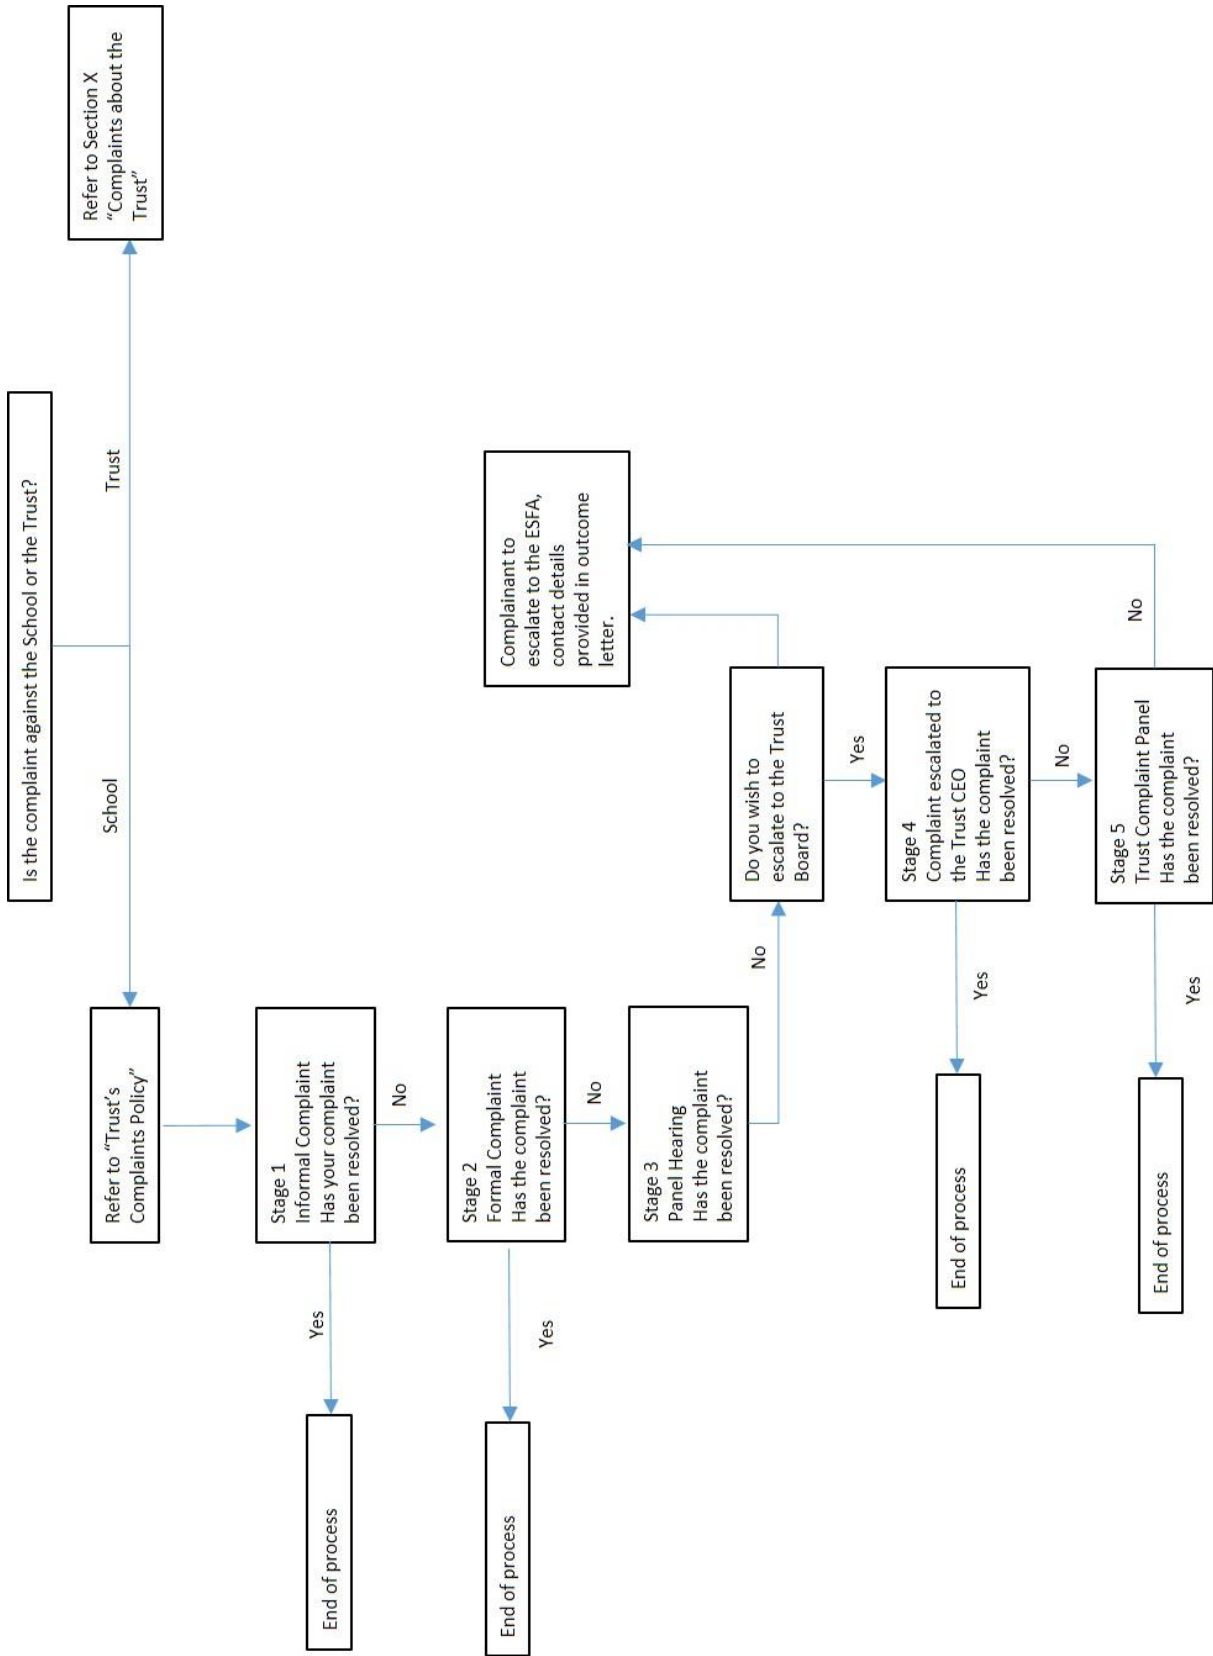 Is the complaint against the School or the Trust?
School
Trust
Refer to "Trust's
Complaints Policy"
Refer to Section X
"Complaints about the
Trust"
Stage 1
Informal Complaint
Has your complaint
been resolved?
Yes
End of process
No
Stage 2
Formal Complaint
Has the complaint
been resolved?
Yes
End of process
No
Stage 3
Panel Hearing
Has the complaint
been resolved?
No
Do you wish to
escalate to the Trust
Board?
Complainant to
escalate to the ESFA,
contact details
provided in outcome
letter.
Yes
Stage 4
Complaint escalated to
the Trust CEO
Has the complaint
been resolved?
Yes
End of process
No
Stage 5
Trust Complaint Panel
Has the complaint
been resolved?
Yes
End of process
No